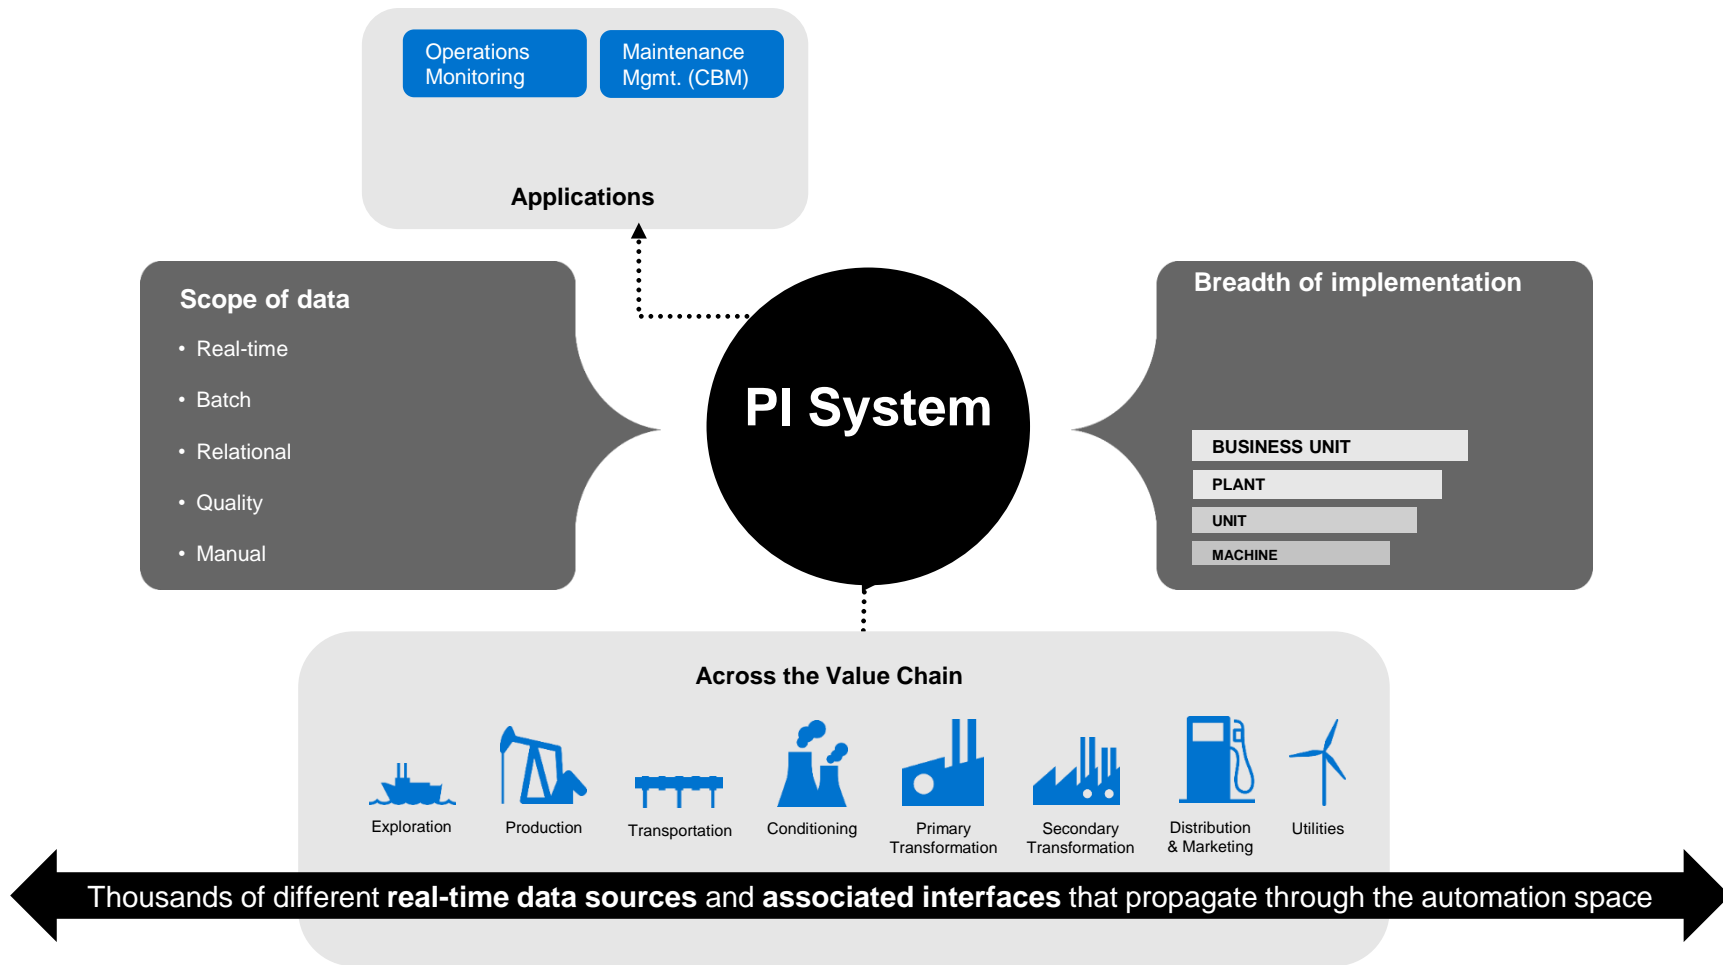 Operations
Monitoring
Maintenance
Mgmt. (CBM)
Applications
Scope of data
• Real-time
• Batch
• Relational
• Quality
• Manual
PI System
Breadth of implementation
BUSINESS UNIT
PLANT
UNIT
MACHINE
Across the Value Chain
Exploration
Production
Transportation
Conditioning
Primary
Transformation
Secondary
Transformation
Distribution
& Marketing
Utilities
Thousands of different real-time data sources and associated interfaces that propagate through the automation space